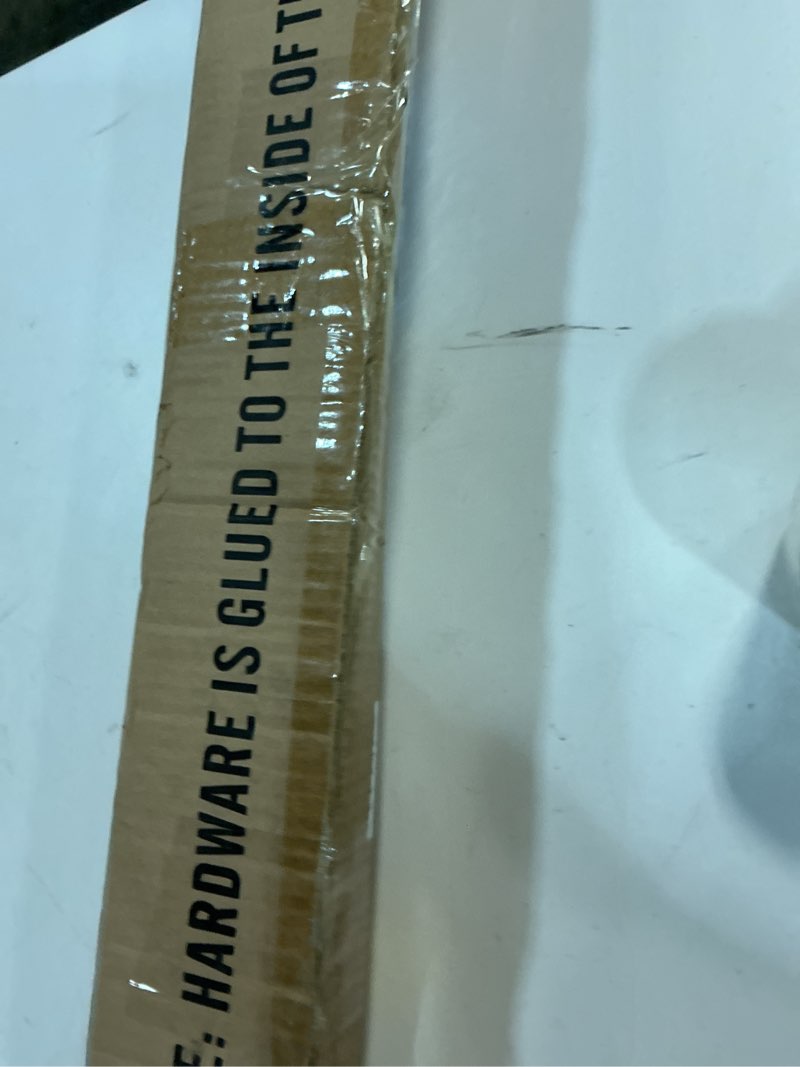 E: HARDWARE IS GLUED TO THE INSIDE OF T